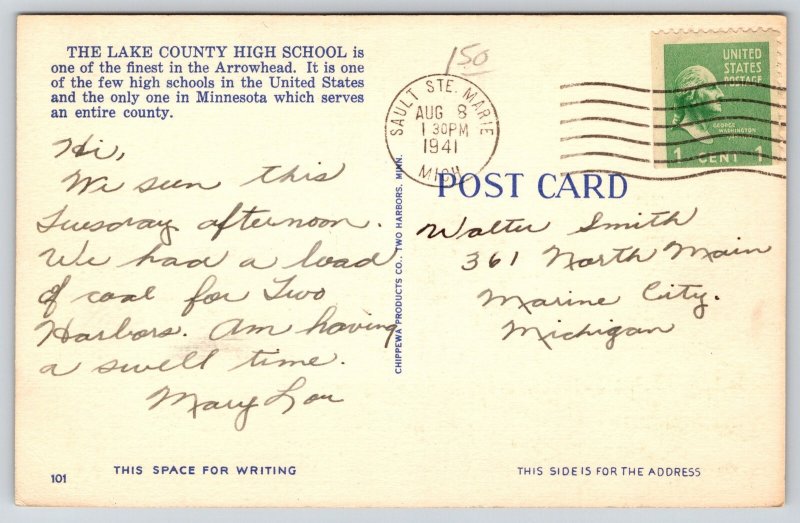 THE LAKE COUNTY HIGH SCHOOL is
one of the finest in the Arrowhead. It is one
of the few high schools in the United States
and the only one in Minnesota which serves
an entire county.
150
SAULT STE. MARIE
AUG 8
1 30PM
1941
MICH.
UNITED
STATES
POSTAGE
GEORGE
WASHINGTON
1 CENT 1
Hi,
We seen this
Tuesday afternoon.
We had a load
of coal for Two
Harbors. Am having
a swell time.
Mary Lou
CHIPPEWA PRODUCTS CO., TWO HARBORS, MINN.
POST CARD
Walter Smith
361 North Main
Marine City.
Michigan
101
THIS SPACE FOR WRITING
THIS SIDE IS FOR THE ADDRESS